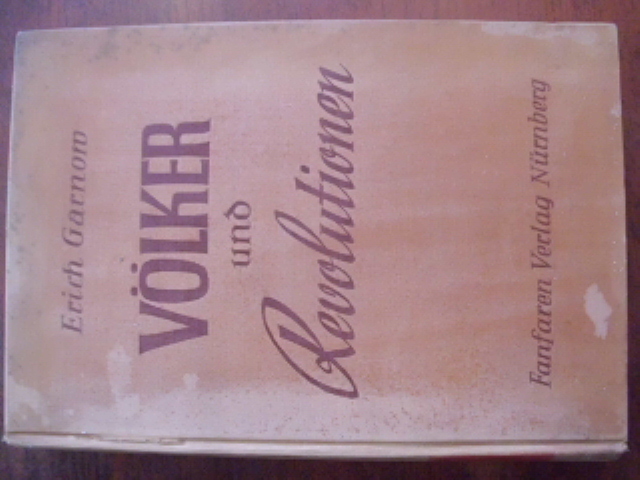 Erich Garnow
VÖLKER
und
Revolutionen
Fanfaren Verlag Nürnberg